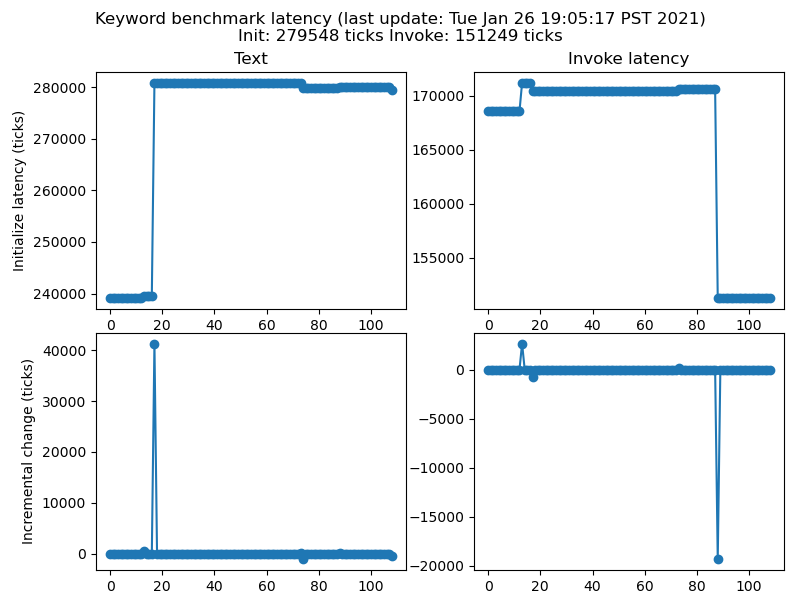 Keyword benchmark latency (last update: Tue Jan 26 19:05:17 PST 2021)
Init: 279548 ticks Invoke: 151249 ticks
Text
Invoke latency
Initialize latency (ticks)
280000
270000
260000
250000
240000
0 20 40 60 80 100
170000
165000
160000
155000
0 20 40 60 80 100
Incremental change (ticks)
40000
30000
20000
10000
0
0 20 40 60 80 100
0
−5000
−10000
−15000
−20000
0 20 40 60 80 100